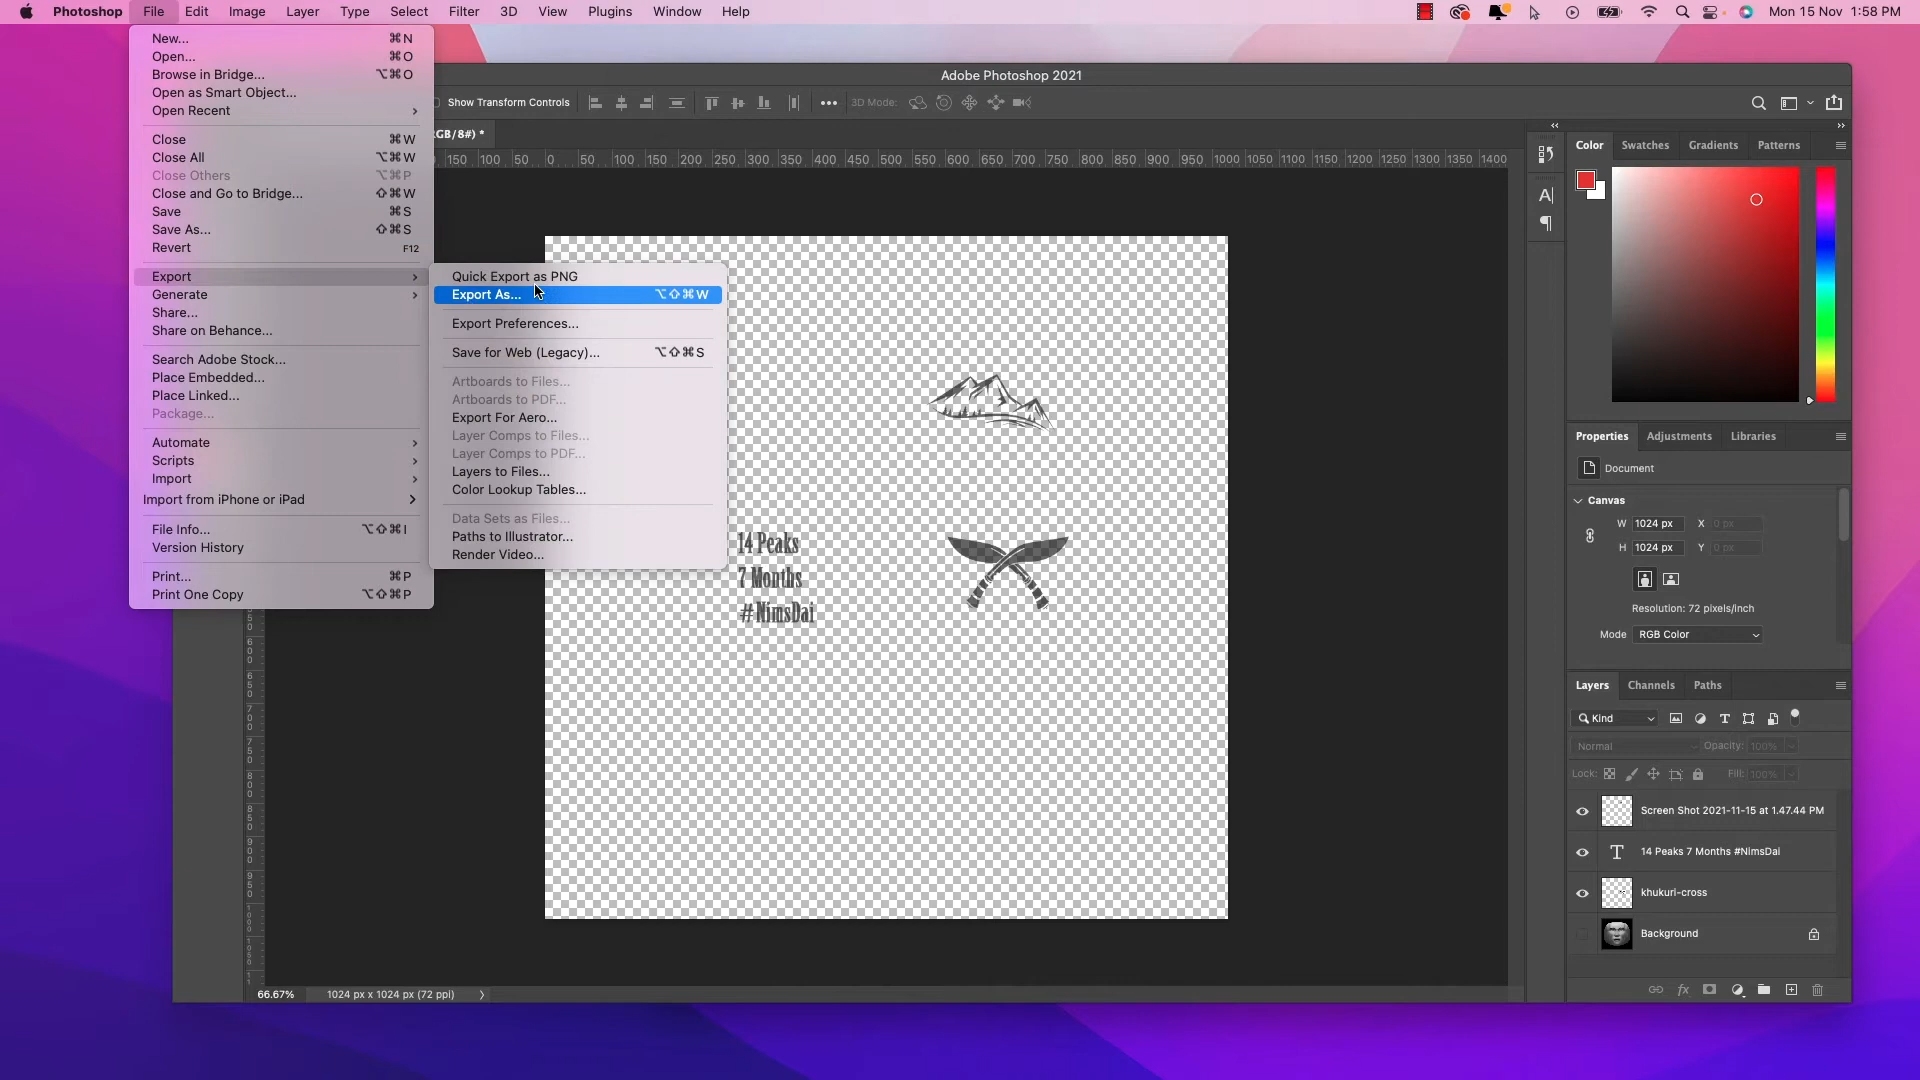 Photoshop File Edit Image Layer Type Select Filter 3D View Plugins Window Help Mon 15 Nov 1:58 PM
New... ⌘N
Open... ⌘O
Browse in Bridge... ⌥⌘O
Open as Smart Object...
Open Recent >
Close ⌘W
Close All ⌥⌘W
Close Others ⌥⌘P
Close and Go to Bridge... ⇧⌘W
Save ⌘S
Save As... ⇧⌘S
Revert F12
Export >
Generate >
Share...
Share on Behance...
Search Adobe Stock...
Place Embedded...
Place Linked...
Package...
Automate >
Scripts >
Import >
Import from iPhone or iPad >
File Info... ⌥⇧⌘I
Version History
Print... ⌘P
Print One Copy ⌥⇧⌘P
Quick Export as PNG
Export As... ⌥⇧⌘W
Export Preferences...
Save for Web (Legacy)... ⌥⇧⌘S
Artboards to Files...
Artboards to PDF...
Export For Aero...
Layer Comps to Files...
Layer Comps to PDF...
Layers to Files...
Color Lookup Tables...
Data Sets as Files...
Paths to Illustrator...
Render Video...
Adobe Photoshop 2021
Show Transform Controls ••• 3D Mode:
GB/8#) *
150 100 50 0 50 100 150 200 250 300 350 400 450 500 550 600 650 700 750 800 850 900 950 1000 1050 1100 1150 1200 1250 1300 1350 1400
14 Peaks
7 Months
#NimsDai
66.67% 1024 px x 1024 px (72 ppi) >
Color Swatches Gradients Patterns
Properties Adjustments Libraries
Document
Canvas
W 1024 px X 0 px
H 1024 px Y 0 px
Resolution: 72 pixels/inch
Mode RGB Color
Layers Channels Paths
Kind
Normal Opacity: 100%
Lock: Fill: 100%
Screen Shot 2021-11-15 at 1.47.44 PM
14 Peaks 7 Months #NimsDai
khukuri-cross
Background